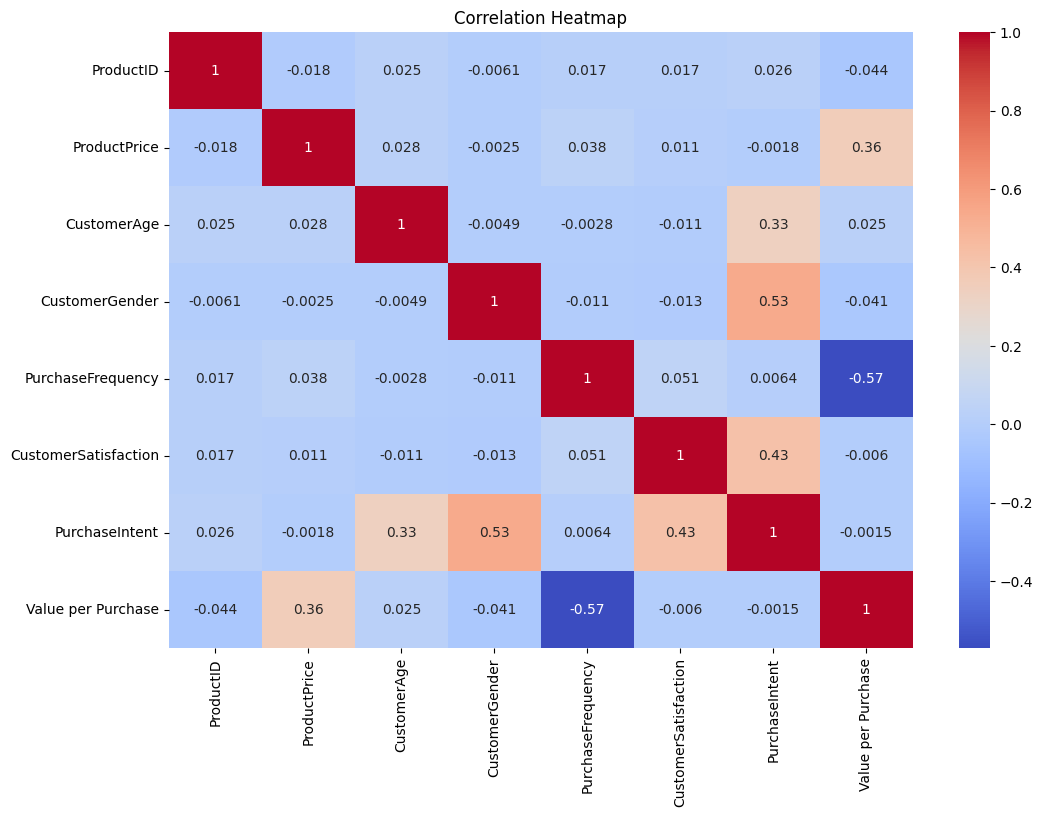 Correlation Heatmap
ProductID 1 -0.018 0.025 -0.0061 0.017 0.017 0.026 -0.044
ProductPrice -0.018 1 0.028 -0.0025 0.038 0.011 -0.0018 0.36
CustomerAge 0.025 0.028 1 -0.0049 -0.0028 -0.011 0.33 0.025
CustomerGender -0.0061 -0.0025 -0.0049 1 -0.011 -0.013 0.53 -0.041
PurchaseFrequency 0.017 0.038 -0.0028 -0.011 1 0.051 0.0064 -0.57
CustomerSatisfaction 0.017 0.011 -0.011 -0.013 0.051 1 0.43 -0.006
PurchaseIntent 0.026 -0.0018 0.33 0.53 0.0064 0.43 1 -0.0015
Value per Purchase -0.044 0.36 0.025 -0.041 -0.57 -0.006 -0.0015 1
ProductID
ProductPrice
CustomerAge
CustomerGender
PurchaseFrequency
CustomerSatisfaction
PurchaseIntent
Value per Purchase
1.0
0.8
0.6
0.4
0.2
0.0
−0.2
−0.4